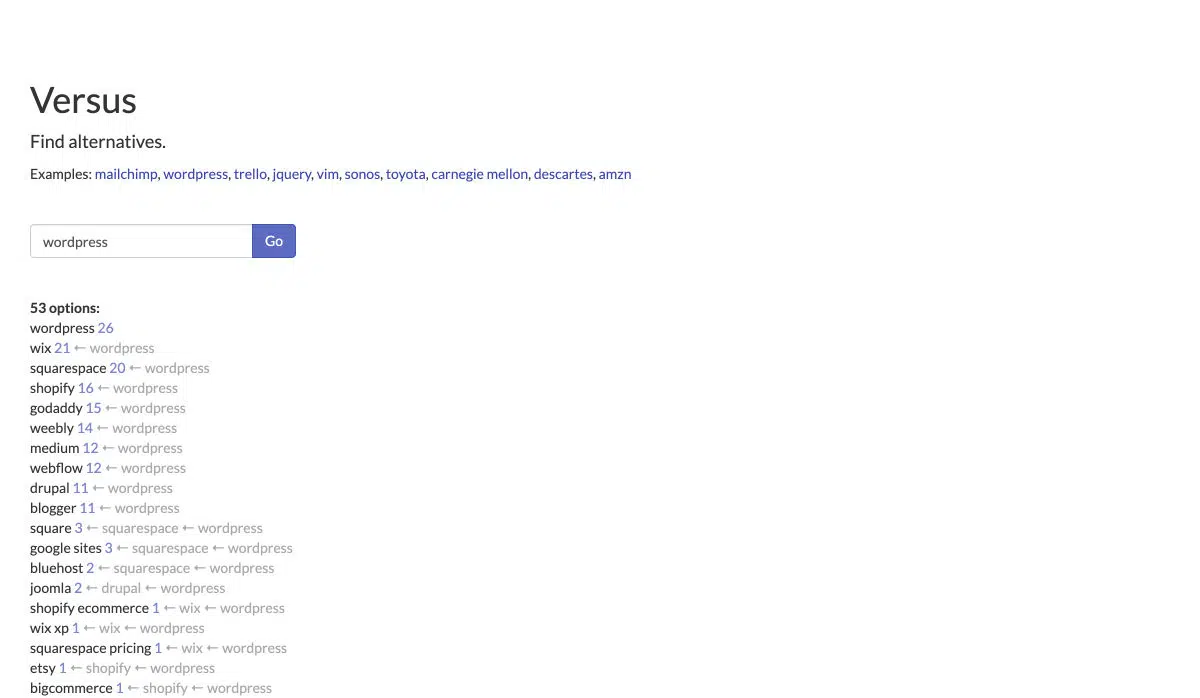 Versus
Find alternatives.
Examples: mailchimp, wordpress, trello, jquery, vim, sonos, toyota, carnegie mellon, descartes, amzn
wordpress Go
53 options:
wordpress 26
wix 21 ← wordpress
squarespace 20 ← wordpress
shopify 16 ← wordpress
godaddy 15 ← wordpress
weebly 14 ← wordpress
medium 12 ← wordpress
webflow 12 ← wordpress
drupal 11 ← wordpress
blogger 11 ← wordpress
square 3 ← squarespace ← wordpress
google sites 3 ← squarespace ← wordpress
bluehost 2 ← squarespace ← wordpress
joomla 2 ← drupal ← wordpress
shopify ecommerce 1 ← wix ← wordpress
wix xp 1 ← wix ← wordpress
squarespace pricing 1 ← wix ← wordpress
etsy 1 ← shopify ← wordpress
bigcommerce 1 ← shopify ← wordpress